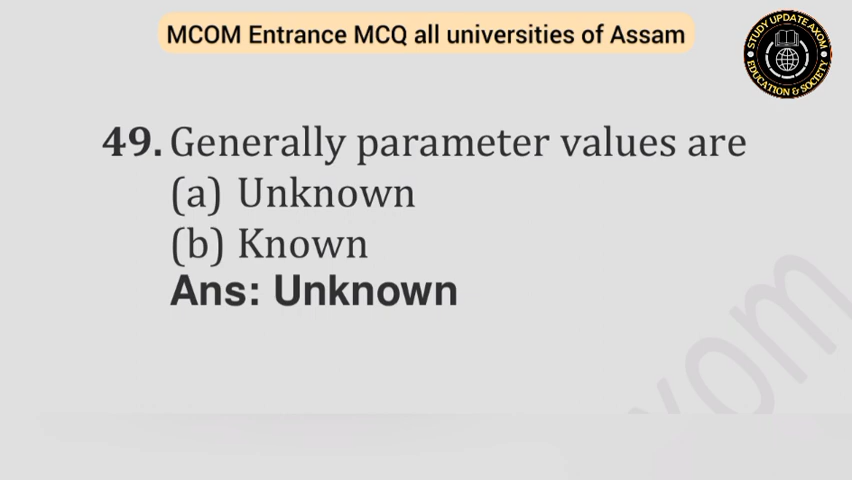 MCOM Entrance MCQ all universities of Assam
STUDY UPDATE AXOM
EDUCATION & SOCIETY
49. Generally parameter values are
(a) Unknown
(b) Known
Ans: Unknown
xom